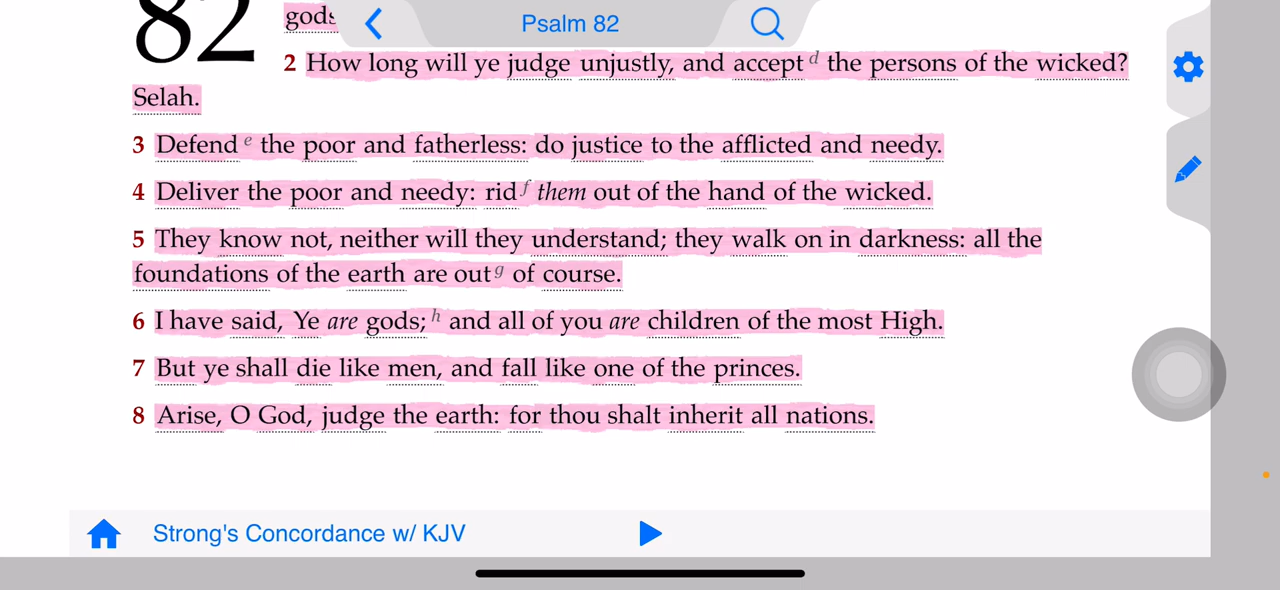 82 gods
Psalm 82
2 How long will ye judge unjustly, and accept d the persons of the wicked?
Selah.
3 Defend e the poor and fatherless: do justice to the afflicted and needy.
4 Deliver the poor and needy: rid f them out of the hand of the wicked.
5 They know not, neither will they understand; they walk on in darkness: all the
foundations of the earth are out g of course.
6 I have said, Ye are gods; h and all of you are children of the most High.
7 But ye shall die like men, and fall like one of the princes.
8 Arise, O God, judge the earth: for thou shalt inherit all nations.
Strong's Concordance w/ KJV